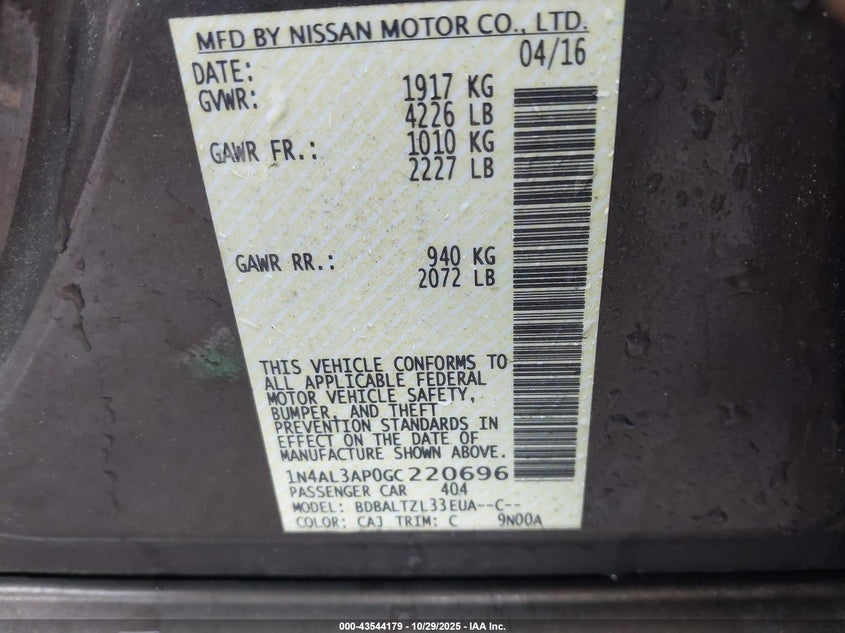 MFD BY NISSAN MOTOR CO., LTD.
DATE: 04/16
GVWR: 1917 KG
4226 LB
GAWR FR.: 1010 KG
2227 LB
GAWR RR.: 940 KG
2072 LB
THIS VEHICLE CONFORMS TO
ALL APPLICABLE FEDERAL
MOTOR VEHICLE SAFETY,
BUMPER, AND THEFT
PREVENTION STANDARDS IN
EFFECT ON THE DATE OF
MANUFACTURE SHOWN ABOVE.
1N4AL3AP0GC220696
PASSENGER CAR 404
MODEL: BDBALTZL33EUA--C--
COLOR: CAJ TRIM: C 9N00A
000-43544179 | 10/29/2025 - IAA Inc.